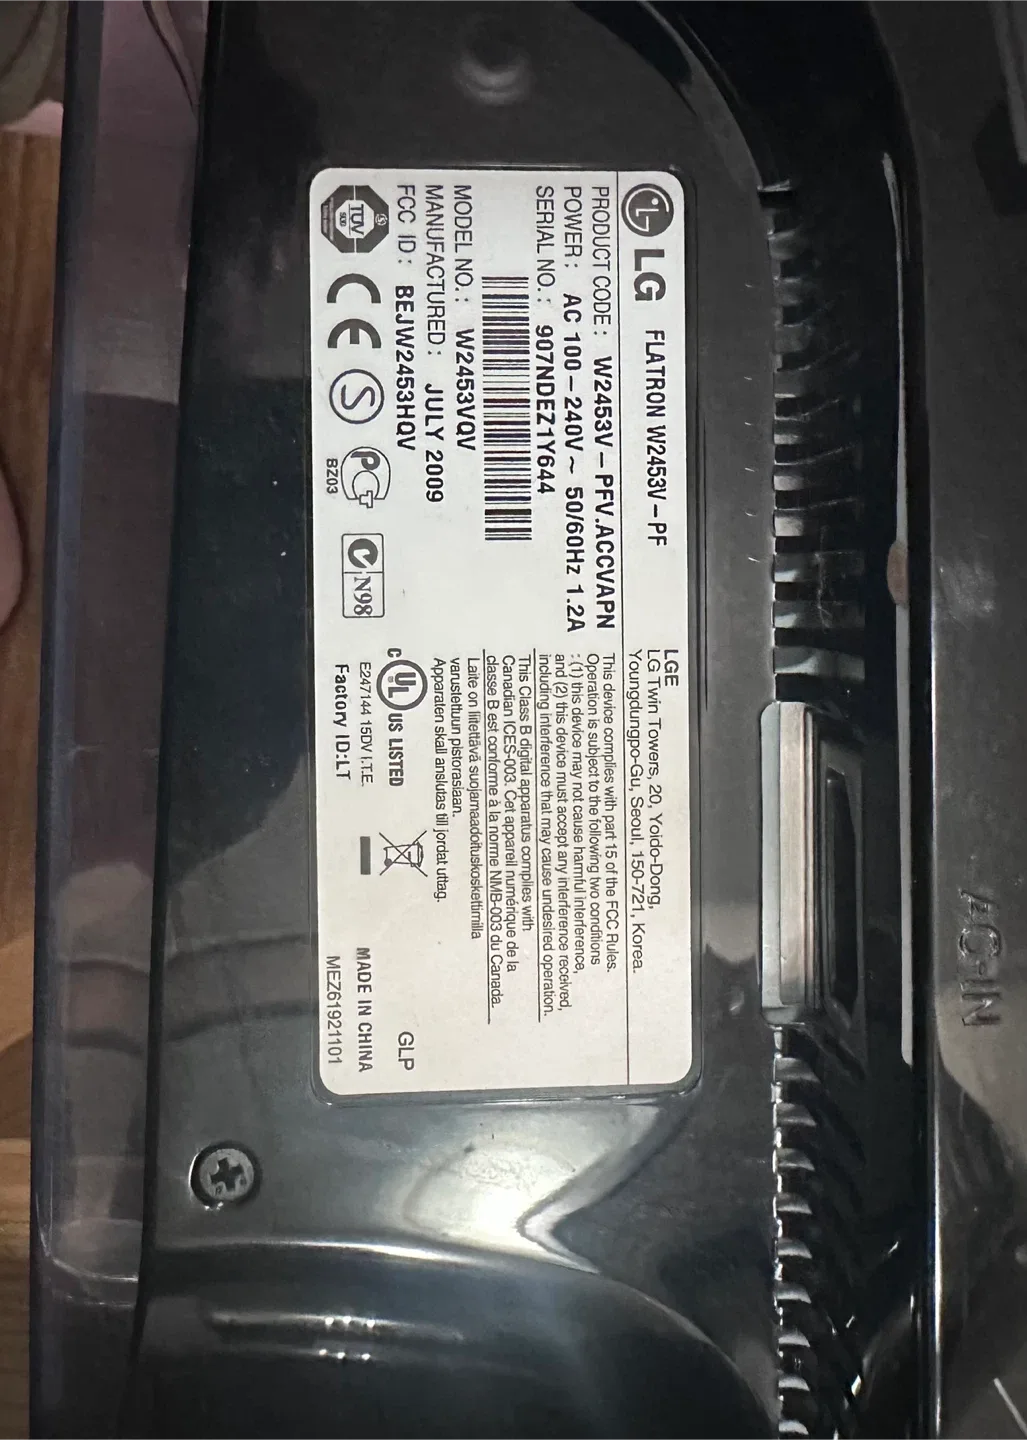 LG FLATRON W2453V-PF
PRODUCT CODE : W2453V-PFV.ACCVAPN
POWER : AC 100-240V~ 50/60Hz 1.2A
SERIAL NO. : 907NDEZ1Y644
MODEL NO. : W2453VQV
MANUFACTURED : JULY 2009
FCC ID : BEJW2453HQV
TÜV
SÜD
CE
S
PCT
BZ03
N98
LGE
LG Twin Towers, 20, Yoido-Dong,
Youngdungpo-Gu, Seoul, 150-721, Korea.
This device complies with part 15 of the FCC Rules.
Operation is subject to the following two conditions
: (1) this device may not cause harmful interference,
and (2) this device must accept any interference received,
including interference that may cause undesired operation.
This Class B digital apparatus complies with
Canadian ICES-003. Cet appareil numérique de la
classe B est conforme à la norme NMB-003 du Canada.
Laite on liitettävä suojamaadoituskoskettimilla
varustettuun pistorasiaan.
Apparaten skall anslutas till jordat uttag.
C UL US LISTED
E247144 15DV I.T.E.
Factory ID:LT
GLP
MADE IN CHINA
MEZ61921101
AC-IN